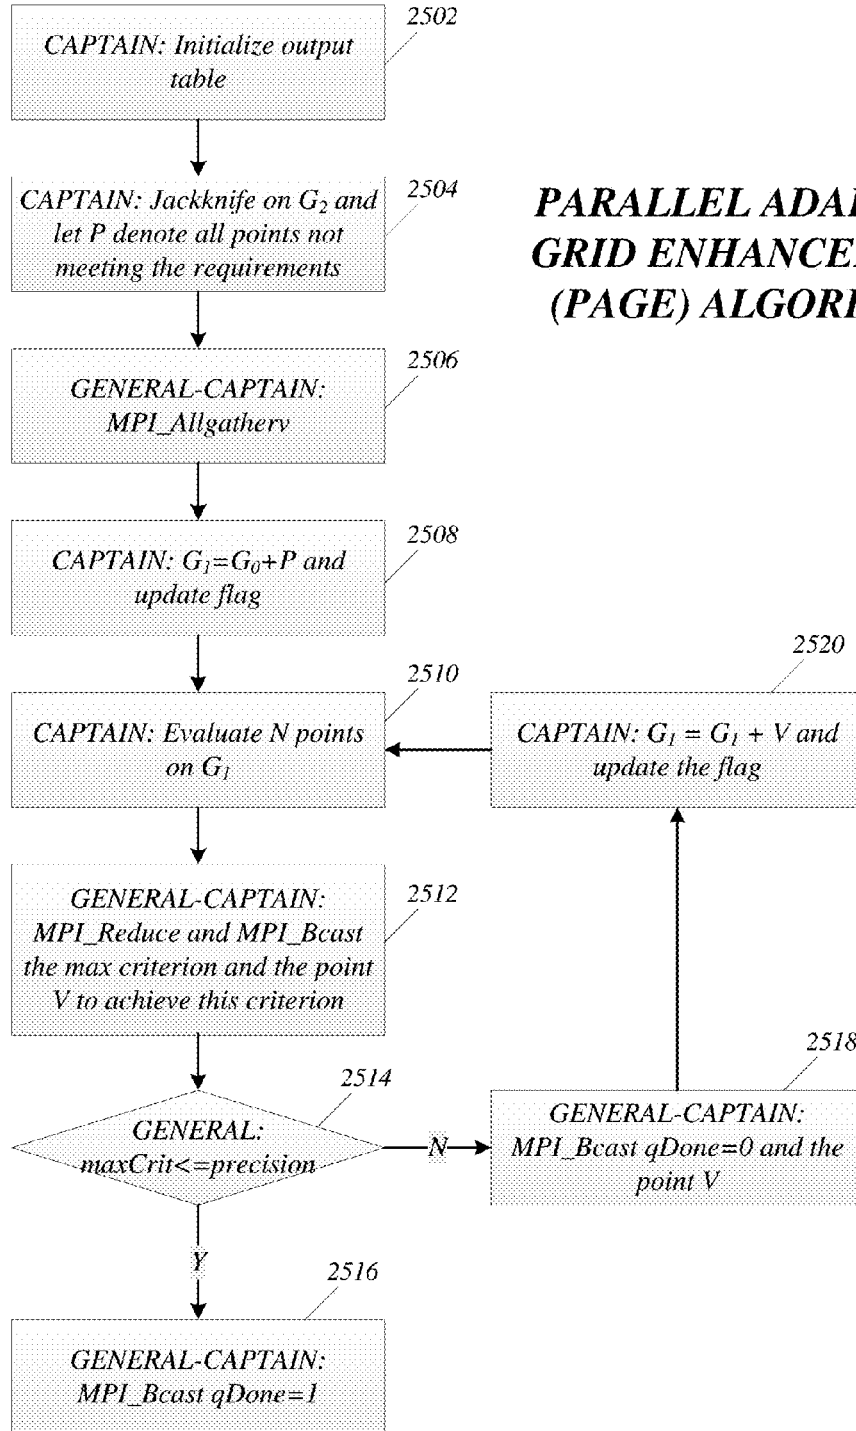 2502
CAPTAIN: Initialize output
table
2504
CAPTAIN: Jackknife on G₂ and
let P denote all points not
meeting the requirements
PARALLEL ADA
GRID ENHANCE
(PAGE) ALGOR
2506
GENERAL-CAPTAIN:
MPI_Allgatherv
2508
CAPTAIN: G₁=G₀+P and
update flag
2510
CAPTAIN: Evaluate N points
on G₁
2520
CAPTAIN: G₁ = G₁ + V and
update the flag
2512
GENERAL-CAPTAIN:
MPI_Reduce and MPI_Bcast
the max criterion and the point
V to achieve this criterion
2514
GENERAL:
maxCrit<=precision
N
2518
GENERAL-CAPTAIN:
MPI_Bcast qDone=0 and the
point V
Y
2516
GENERAL-CAPTAIN:
MPI_Bcast qDone=1